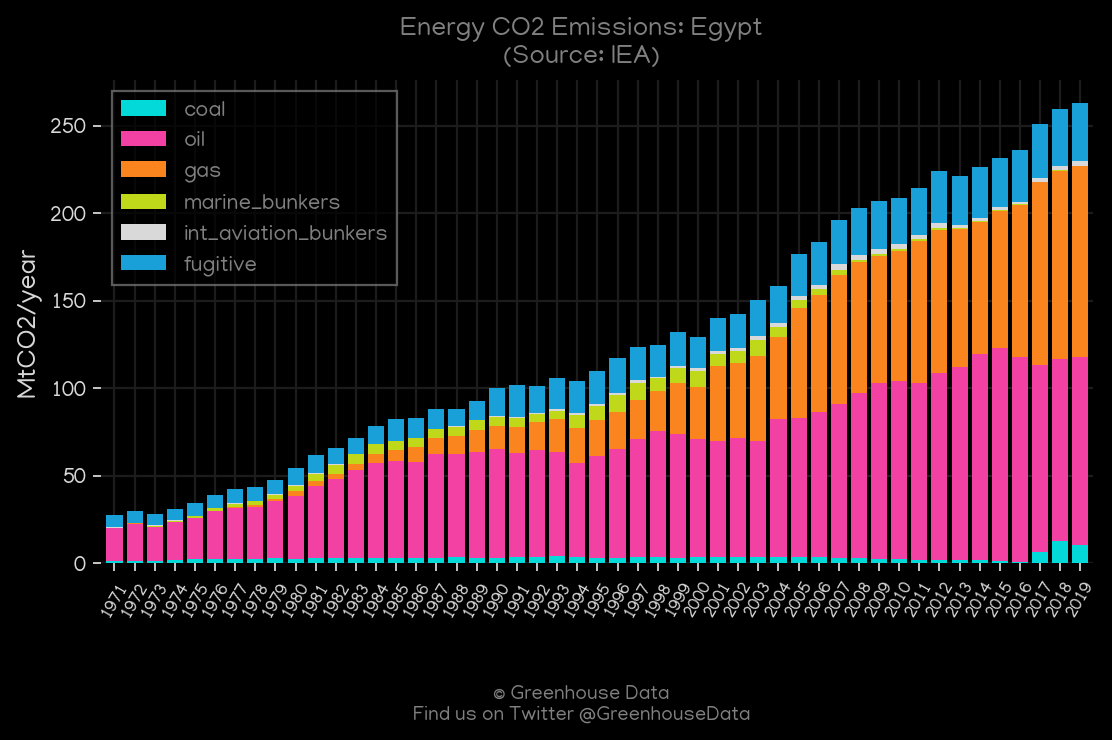 Energy CO2 Emissions: Egypt
(Source: IEA)
coal
oil
gas
marine_bunkers
int_aviation_bunkers
fugitive
MtCO2/year
250
200
150
100
50
0
1971 1972 1973 1974 1975 1976 1977 1978 1979 1980 1981 1982 1983 1984 1985 1986 1987 1988 1989 1990 1991 1992 1993 1994 1995 1996 1997 1998 1999 2000 2001 2002 2003 2004 2005 2006 2007 2008 2009 2010 2011 2012 2013 2014 2015 2016 2017 2018 2019
© Greenhouse Data
Find us on Twitter @GreenhouseData